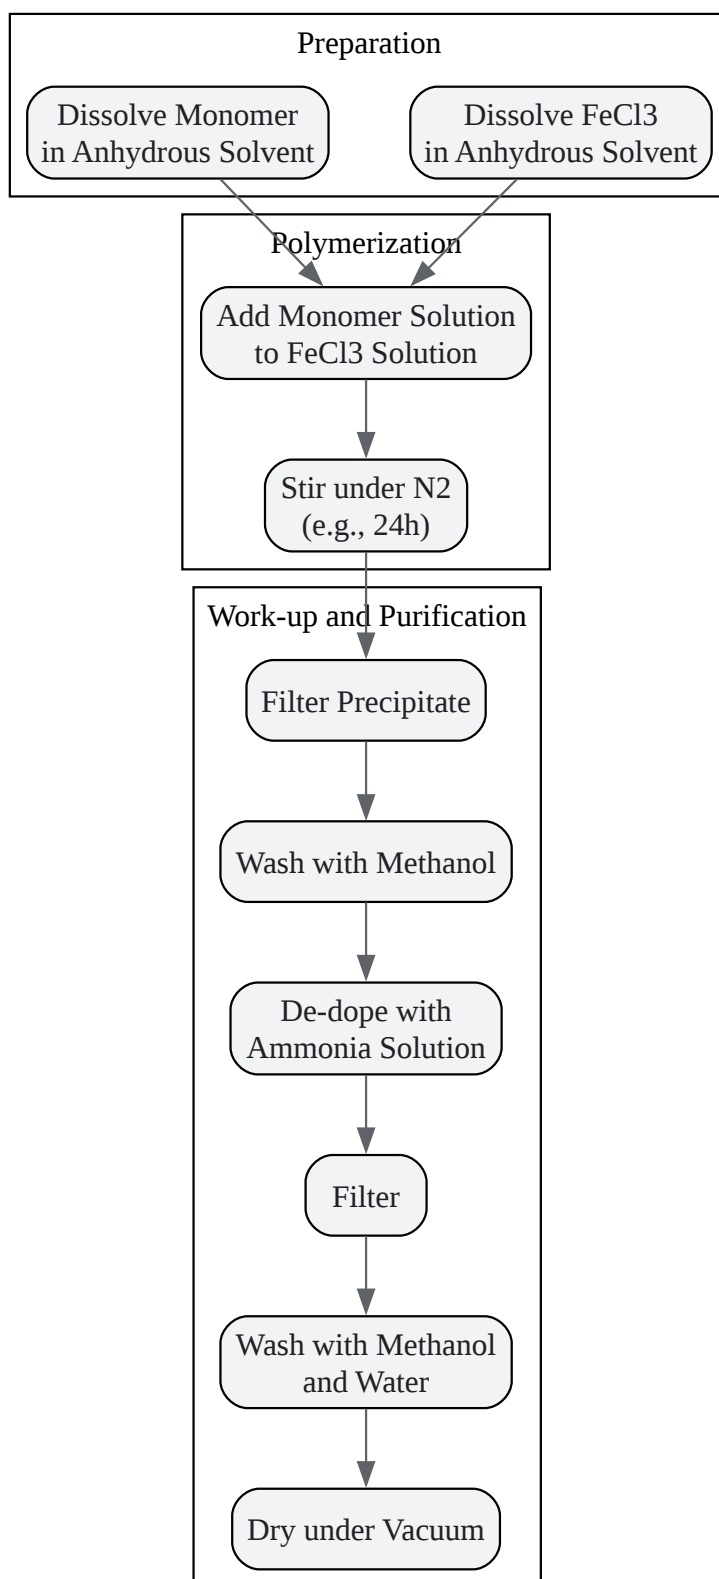 Preparation
Dissolve Monomer
in Anhydrous Solvent
Dissolve FeCl3
in Anhydrous Solvent
Polymerization
Add Monomer Solution
to FeCl3 Solution
Stir under N2
(e.g., 24h)
Work-up and Purification
Filter Precipitate
Wash with Methanol
De-dope with
Ammonia Solution
Filter
Wash with Methanol
and Water
Dry under Vacuum